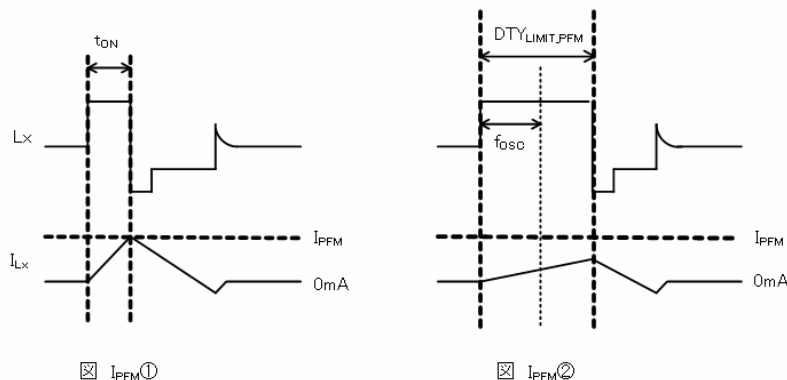 tON
Lx
IPFM
ILx
0mA
図 IPFM①
DTYLIMIT_PFM
fOSC
IPFM
0mA
図 IPFM②